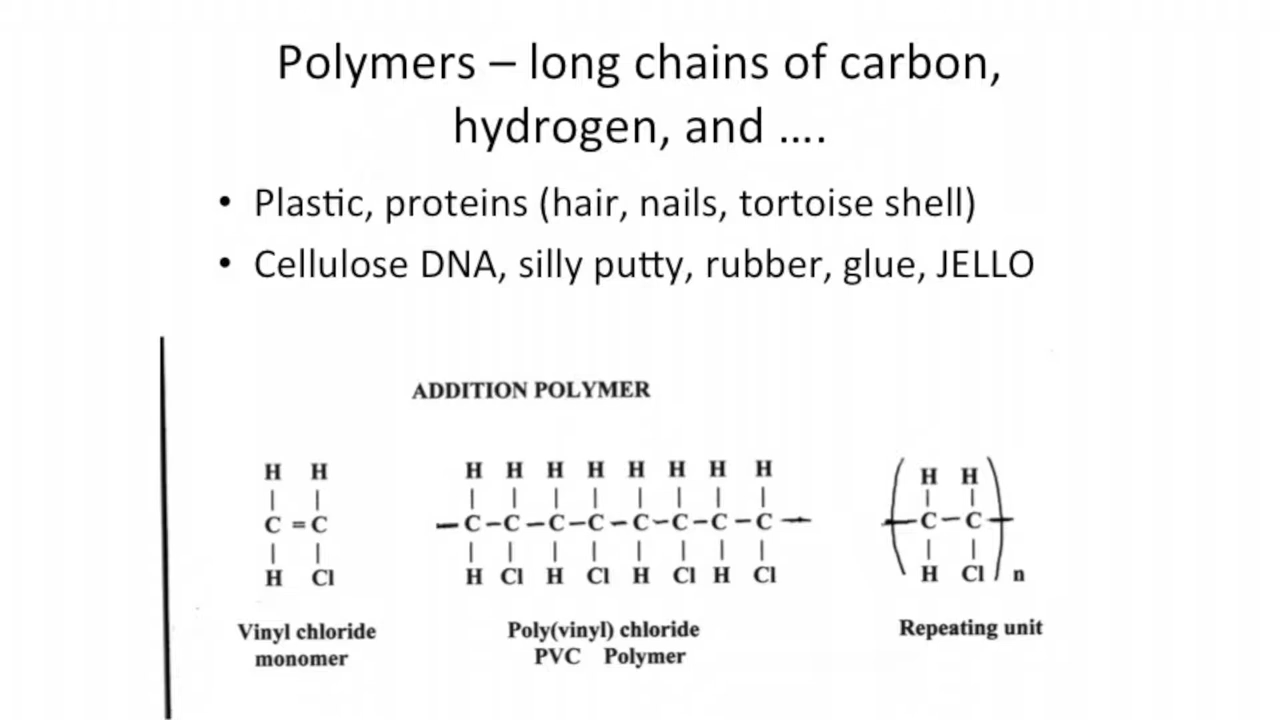 Polymers – long chains of carbon,
hydrogen, and ….
• Plastic, proteins (hair, nails, tortoise shell)
• Cellulose DNA, silly putty, rubber, glue, JELLO
ADDITION POLYMER
H H
C = C
H Cl
Vinyl chloride
monomer
H H H H H H H H
– C – C – C – C – C – C – C – C –
H Cl H Cl H Cl H Cl
Poly(vinyl) chloride
PVC Polymer
H H
– C – C –
H Cl n
Repeating unit